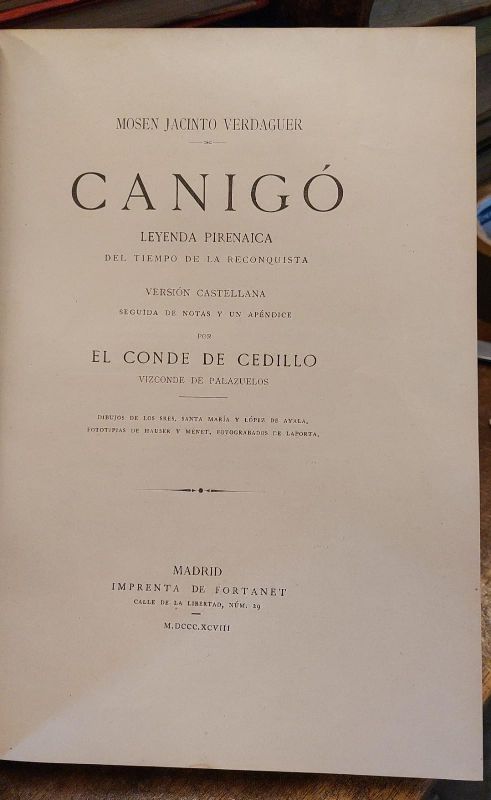 MOSEN JACINTO VERDAGUER
CANIGÓ
LEYENDA PIRENAICA
DEL TIEMPO DE LA RECONQUISTA
VERSIÓN CASTELLANA
SEGUIDA DE NOTAS Y UN APÉNDICE
POR
EL CONDE DE CEDILLO
VIZCONDE DE PALAZUELOS
DIBUJOS DE LOS SRES. SANTA MARÍA Y LÓPEZ DE AYALA,
FOTOTIPIAS DE HAUSER Y MENET, FOTOGRABADOS DE LAPORTA.
MADRID
IMPRENTA DE FORTANET
CALLE DE LA LIBERTAD, NÚM. 29
M.DCCC.XCVIII